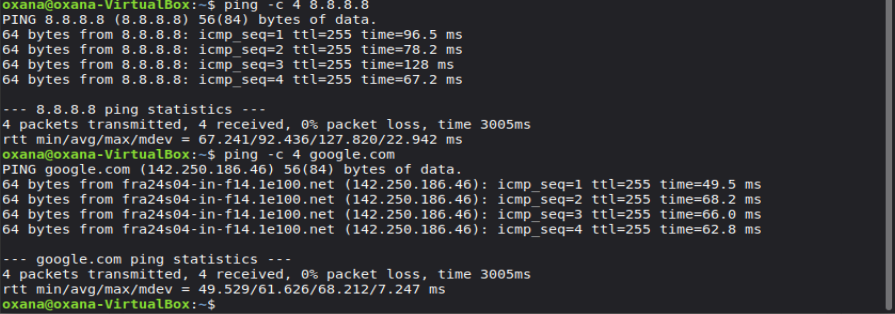 oxana@oxana-VirtualBox:~$ ping -c 4 8.8.8.8
PING 8.8.8.8 (8.8.8.8) 56(84) bytes of data.
64 bytes from 8.8.8.8: icmp_seq=1 ttl=255 time=96.5 ms
64 bytes from 8.8.8.8: icmp_seq=2 ttl=255 time=78.2 ms
64 bytes from 8.8.8.8: icmp_seq=3 ttl=255 time=128 ms
64 bytes from 8.8.8.8: icmp_seq=4 ttl=255 time=67.2 ms

--- 8.8.8.8 ping statistics ---
4 packets transmitted, 4 received, 0% packet loss, time 3005ms
rtt min/avg/max/mdev = 67.241/92.436/127.820/22.942 ms
oxana@oxana-VirtualBox:~$ ping -c 4 google.com
PING google.com (142.250.186.46) 56(84) bytes of data.
64 bytes from fra24s04-in-f14.1e100.net (142.250.186.46): icmp_seq=1 ttl=255 time=49.5 ms
64 bytes from fra24s04-in-f14.1e100.net (142.250.186.46): icmp_seq=2 ttl=255 time=68.2 ms
64 bytes from fra24s04-in-f14.1e100.net (142.250.186.46): icmp_seq=3 ttl=255 time=66.0 ms
64 bytes from fra24s04-in-f14.1e100.net (142.250.186.46): icmp_seq=4 ttl=255 time=62.8 ms

--- google.com ping statistics ---
4 packets transmitted, 4 received, 0% packet loss, time 3005ms
rtt min/avg/max/mdev = 49.529/61.626/68.212/7.247 ms
oxana@oxana-VirtualBox:~$